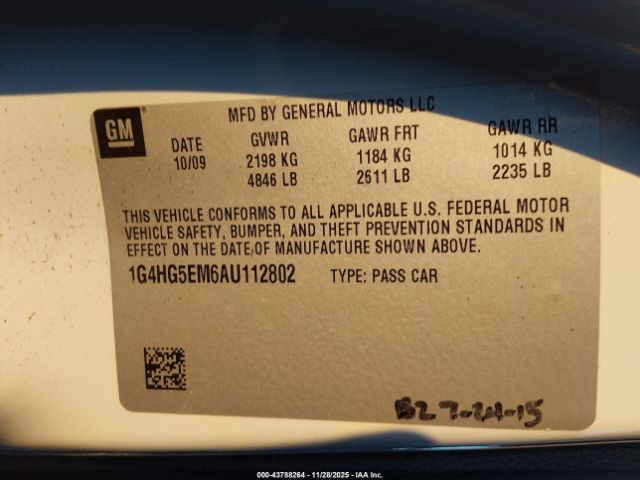 GM
MFD BY GENERAL MOTORS LLC
DATE GVWR GAWR FRT GAWR RR
10/09 2198 KG 1184 KG 1014 KG
4846 LB 2611 LB 2235 LB
THIS VEHICLE CONFORMS TO ALL APPLICABLE U.S. FEDERAL MOTOR
VEHICLE SAFETY, BUMPER, AND THEFT PREVENTION STANDARDS IN
EFFECT ON THE DATE OF MANUFACTURE SHOWN ABOVE.
1G4HG5EM6AU112802 TYPE: PASS CAR
B2 7-24-15
000-43788264 | 11/28/2025 | IAA Inc.